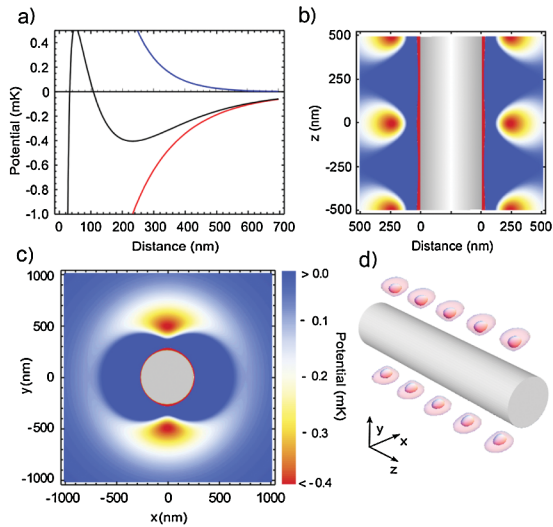 a)
0.4
0.2
0
-0.2
-0.4
-0.6
-0.8
-1.0
Potential (mK)
0 100 200 300 400 500 600 700
Distance (nm)
b)
500
250
0
-250
-500
z (nm)
500 250 0 0 250 500
Distance (nm)
c)
1000
500
0
-500
-1000
y(nm)
-1000 -500 0 500 1000
x(nm)
> 0.0
- 0.1
- 0.2
- 0.3
< -0.4
Potential (mK)
d)
y
x
z